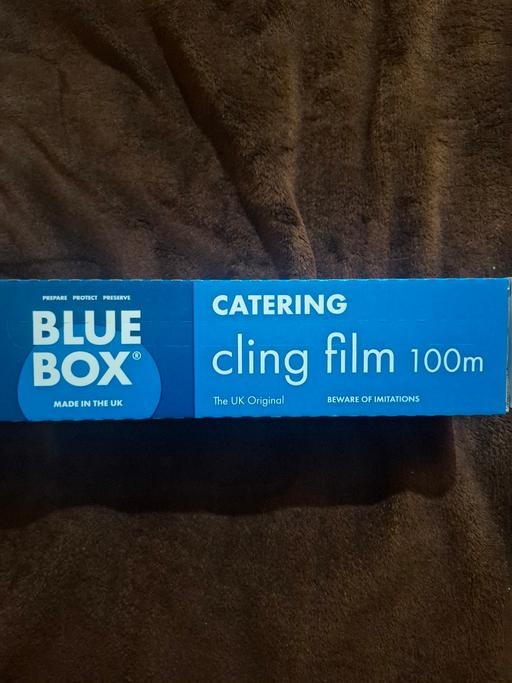 PREPARE PROTECT PRESERVE
BLUE
BOX®
MADE IN THE UK
CATERING
cling film 100m
The UK Original BEWARE OF IMITATIONS